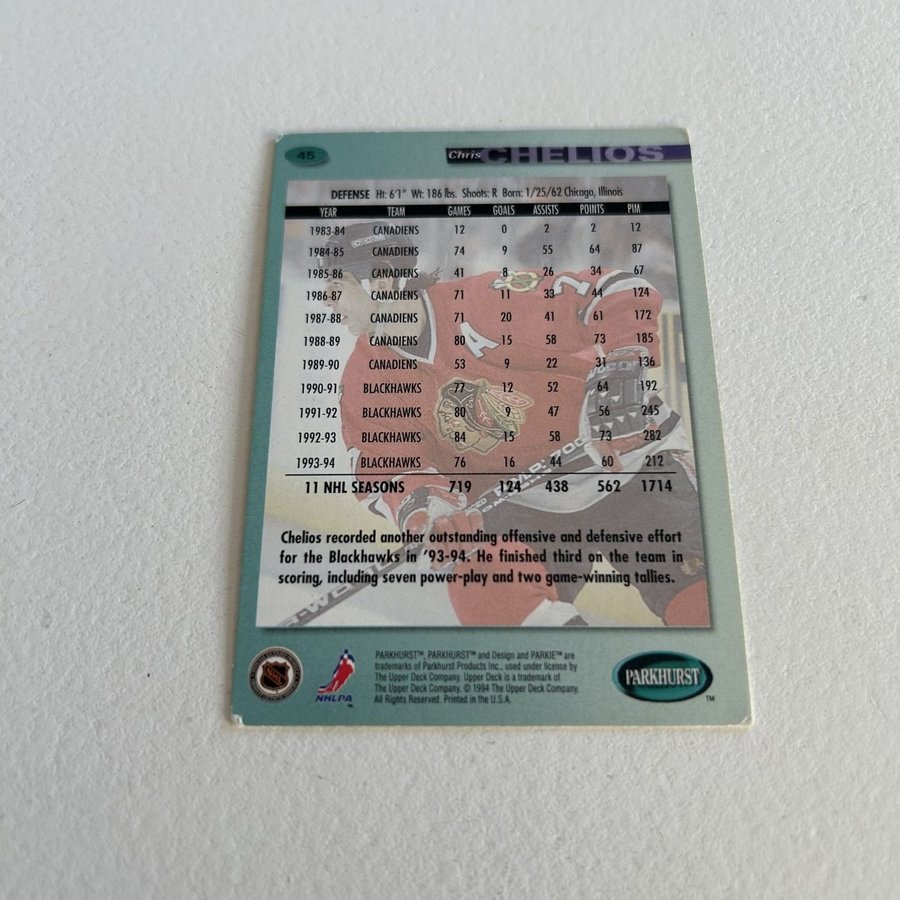 45
Chris CHELIOS
DEFENSE Ht: 6'1" Wt: 186 lbs. Shoots: R Born: 1/25/62 Chicago, Illinois
YEAR TEAM GAMES GOALS ASSISTS POINTS PIM
1983-84 CANADIENS 12 0 2 2 12
1984-85 CANADIENS 74 9 55 64 87
1985-86 CANADIENS 41 8 26 34 67
1986-87 CANADIENS 71 11 33 44 124
1987-88 CANADIENS 71 20 41 61 172
1988-89 CANADIENS 80 15 58 73 185
1989-90 CANADIENS 53 9 22 31 136
1990-91 BLACKHAWKS 77 12 52 64 192
1991-92 BLACKHAWKS 80 9 47 56 245
1992-93 BLACKHAWKS 84 15 58 73 282
1993-94 BLACKHAWKS 76 16 44 60 212
11 NHL SEASONS 719 124 438 562 1714
Chelios recorded another outstanding offensive and defensive effort
for the Blackhawks in '93-94. He finished third on the team in
scoring, including seven power-play and two game-winning tallies.
PARKHURST™, PARKHURST™ and Design and PARKIE™ are
trademarks of Parkhurst Products Inc., used under license by
The Upper Deck Company. Upper Deck is a trademark of
The Upper Deck Company. © 1994 The Upper Deck Company.
All Rights Reserved. Printed in the U.S.A.
NHL
NHLPA
™
PARKHURST
™